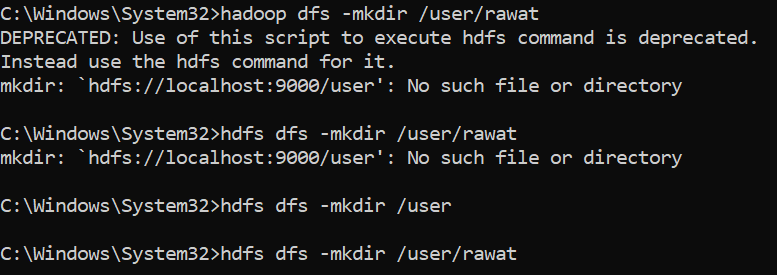 C:\Windows\System32>hadoop dfs -mkdir /user/rawat
DEPRECATED: Use of this script to execute hdfs command is deprecated.
Instead use the hdfs command for it.
mkdir: `hdfs://localhost:9000/user': No such file or directory
C:\Windows\System32>hdfs dfs -mkdir /user/rawat
mkdir: `hdfs://localhost:9000/user': No such file or directory
C:\Windows\System32>hdfs dfs -mkdir /user
C:\Windows\System32>hdfs dfs -mkdir /user/rawat